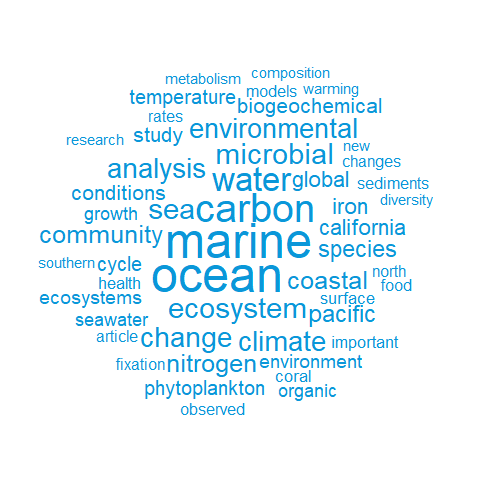 metabolism composition
models warming
temperature biogeochemical
rates
research study environmental
new
analysis microbial changes
conditions water global sediments
growth sea carbon iron diversity
community marine california
species
southern cycle ocean coastal north
health food
ecosystems ecosystem surface
seawater pacific
article change climate important
fixation nitrogen environment
coral
phytoplankton organic
observed